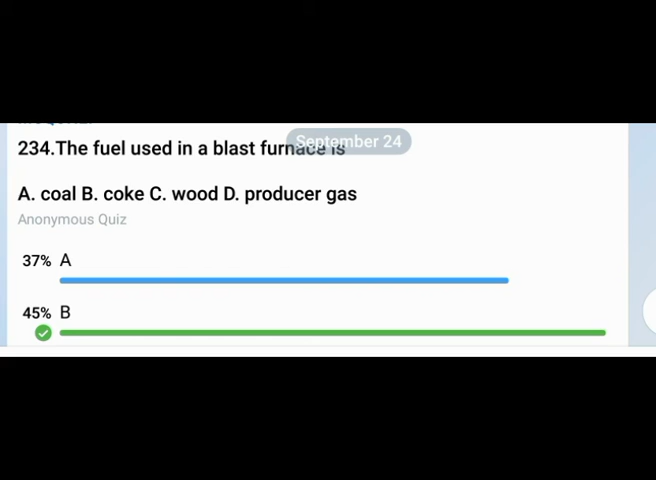 234.The fuel used in a blast furnace is
September 24
A. coal B. coke C. wood D. producer gas
Anonymous Quiz
37% A
45% B